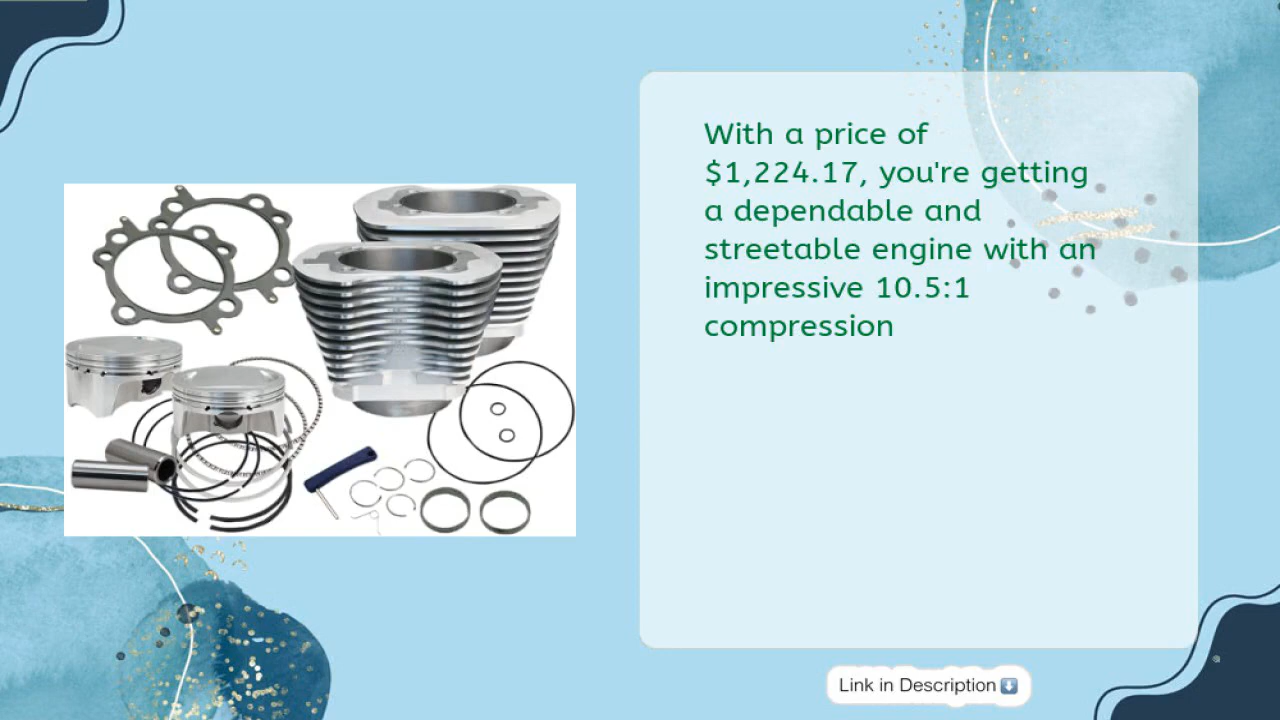 With a price of
$1,224.17, you're getting
a dependable and
streetable engine with an
impressive 10.5:1
compression
Link in Description ⬇️